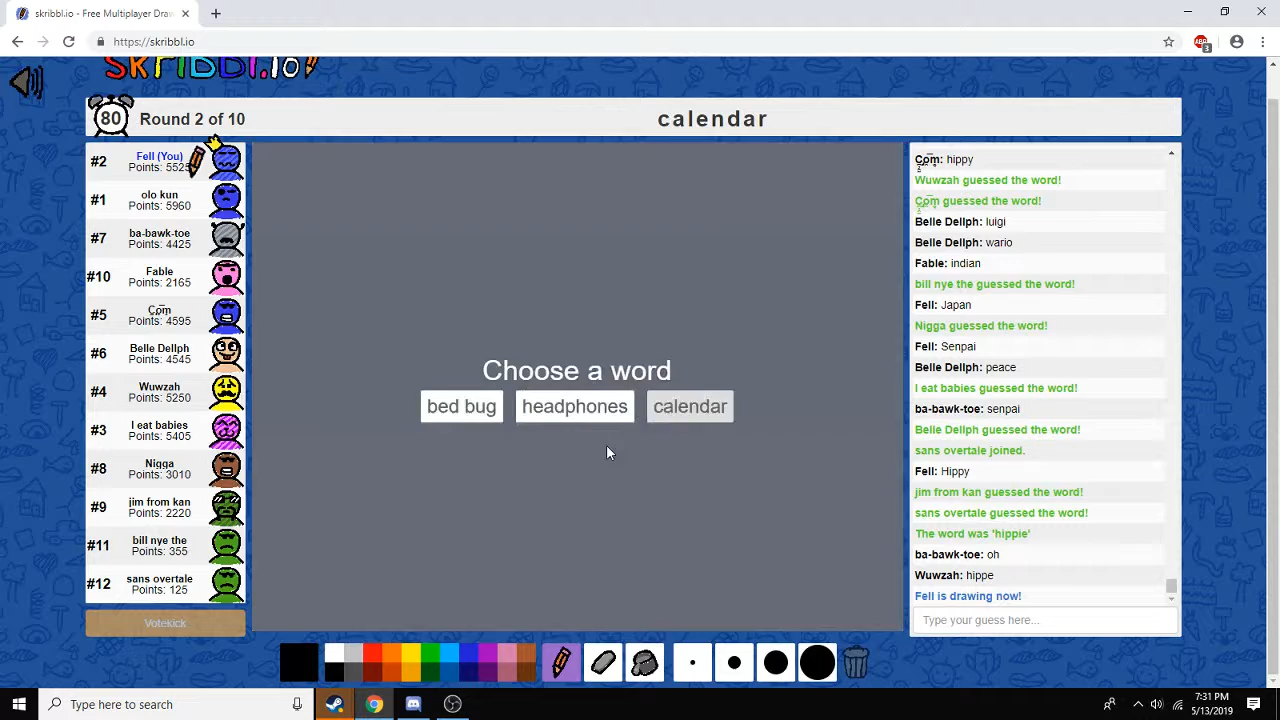 skribbl.io - Free Multiplayer Draw
https://skribbl.io
3
skribbl.io
80
Round 2 of 10
calendar
#2
Fell (You)
Points: 5525
#1
olo kun
Points: 5960
#7
ba-bawk-toe
Points: 4425
#10
Fable
Points: 2165
#5
Com
Points: 4595
#6
Belle Dellph
Points: 4545
#4
Wuwzah
Points: 5250
#3
I eat babies
Points: 5405
#8
Nigga
Points: 3010
#9
jim from kan
Points: 2220
#11
bill nye the
Points: 355
#12
sans overtale
Points: 125
Votekick
Choose a word
bed bug
headphones
calendar
Com: hippy
Wuwzah guessed the word!
Com guessed the word!
Belle Dellph: luigi
Belle Dellph: wario
Fable: indian
bill nye the guessed the word!
Fell: Japan
Nigga guessed the word!
Fell: Senpai
Belle Dellph: peace
I eat babies guessed the word!
ba-bawk-toe: senpai
Belle Dellph guessed the word!
sans overtale joined.
Fell: Hippy
jim from kan guessed the word!
sans overtale guessed the word!
The word was 'hippie'
ba-bawk-toe: oh
Wuwzah: hippe
Fell is drawing now!
Type your guess here...
Type here to search
7:31 PM
5/13/2019